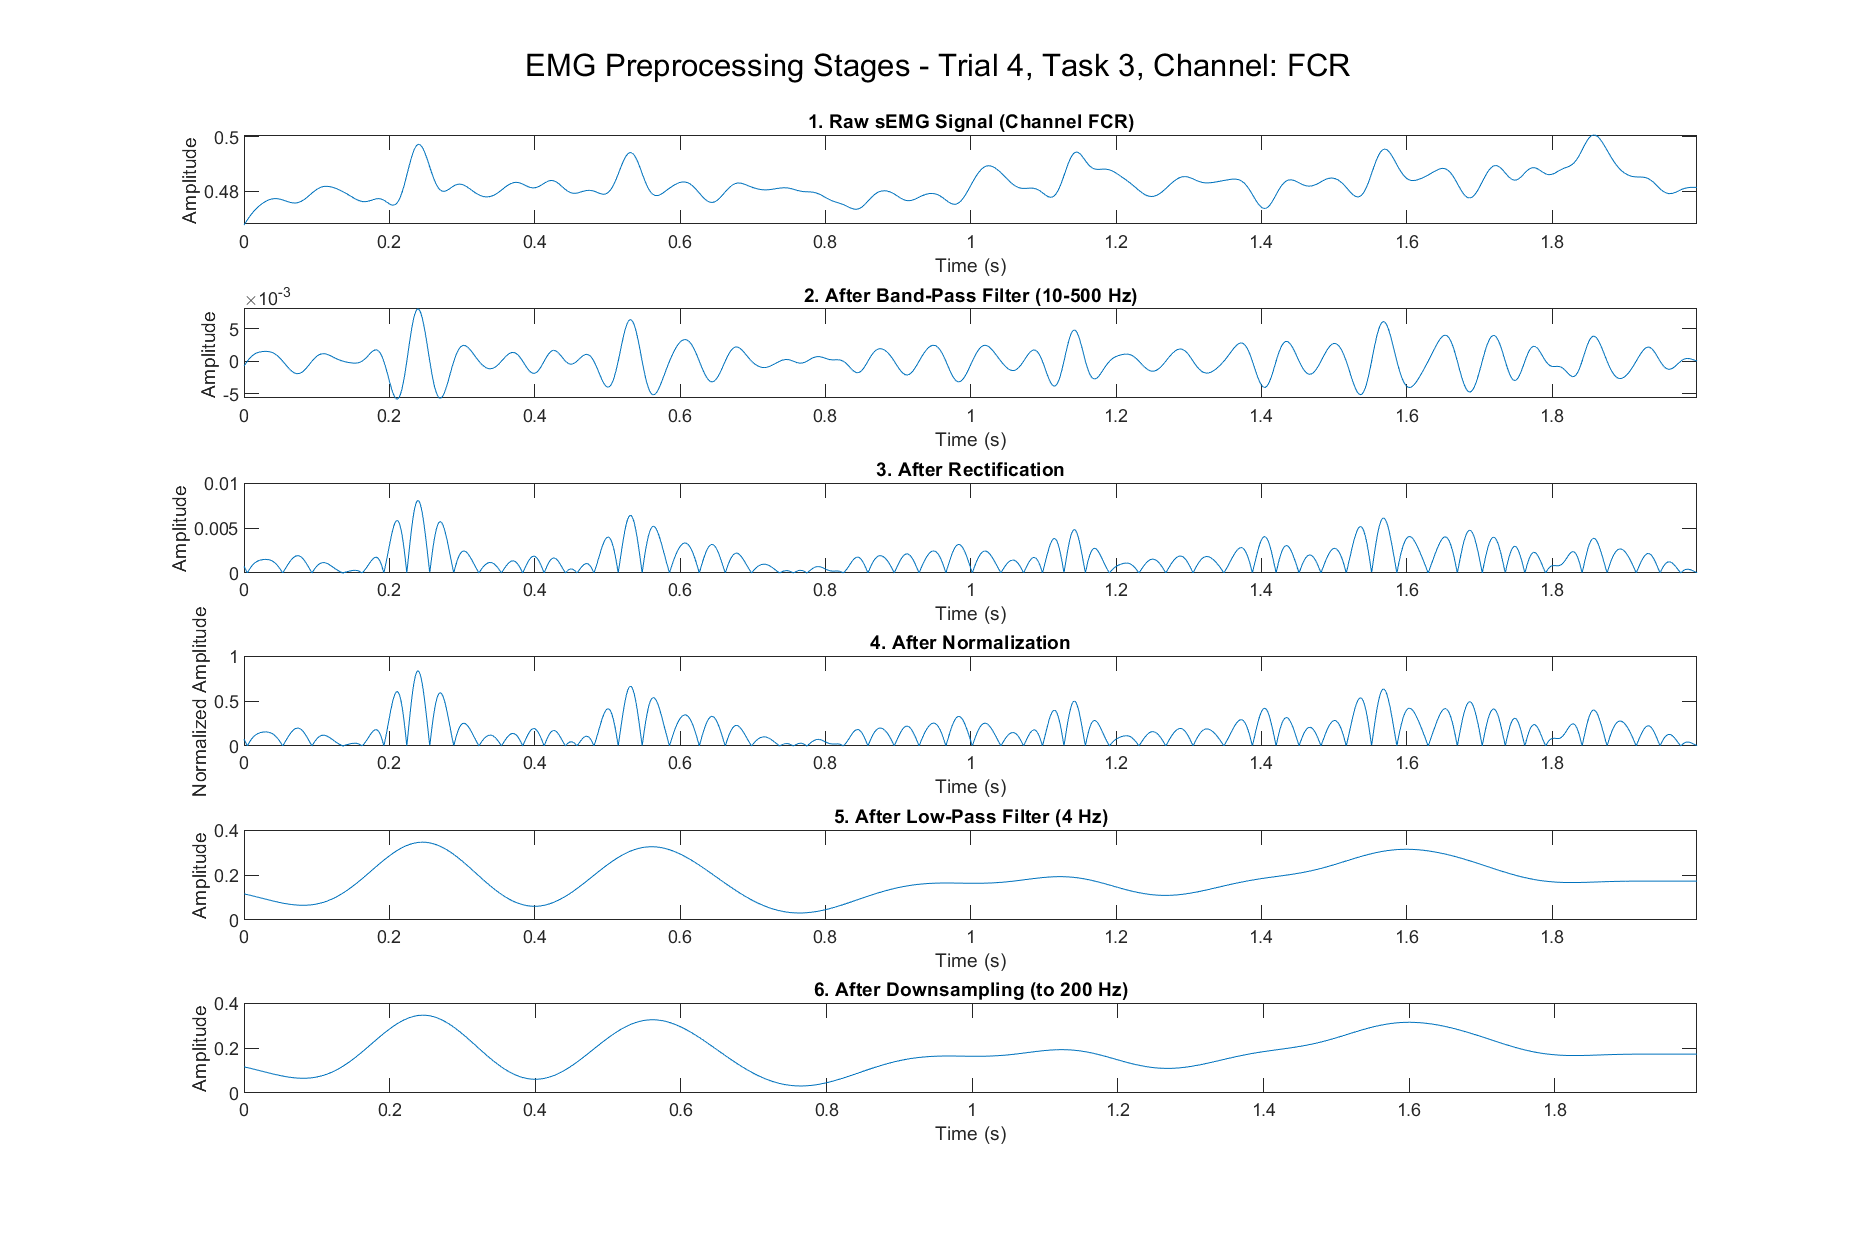 EMG Preprocessing Stages - Trial 4, Task 3, Channel: FCR
1. Raw sEMG Signal (Channel FCR)
Amplitude
0.5
0.48
0 0.2 0.4 0.6 0.8 1 1.2 1.4 1.6 1.8
Time (s)
×10-3
2. After Band-Pass Filter (10-500 Hz)
Amplitude
5
0
-5
0 0.2 0.4 0.6 0.8 1 1.2 1.4 1.6 1.8
Time (s)
3. After Rectification
Amplitude
0.01
0.005
0
0 0.2 0.4 0.6 0.8 1 1.2 1.4 1.6 1.8
Time (s)
4. After Normalization
Normalized Amplitude
1
0.5
0
0 0.2 0.4 0.6 0.8 1 1.2 1.4 1.6 1.8
Time (s)
5. After Low-Pass Filter (4 Hz)
Amplitude
0.4
0.2
0
0 0.2 0.4 0.6 0.8 1 1.2 1.4 1.6 1.8
Time (s)
6. After Downsampling (to 200 Hz)
Amplitude
0.4
0.2
0
0 0.2 0.4 0.6 0.8 1 1.2 1.4 1.6 1.8
Time (s)